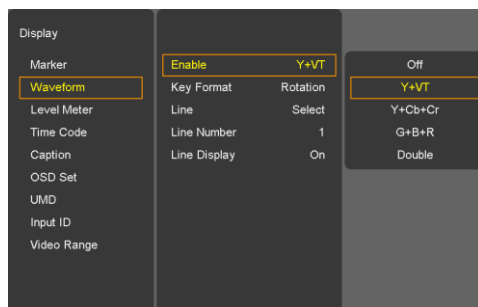 Display
Marker
Waveform
Level Meter
Time Code
Caption
OSD Set
UMD
Input ID
Video Range
Enable Y+VT
Key Format Rotation
Line Select
Line Number 1
Line Display On
Off
Y+VT
Y+Cb+Cr
G+B+R
Double